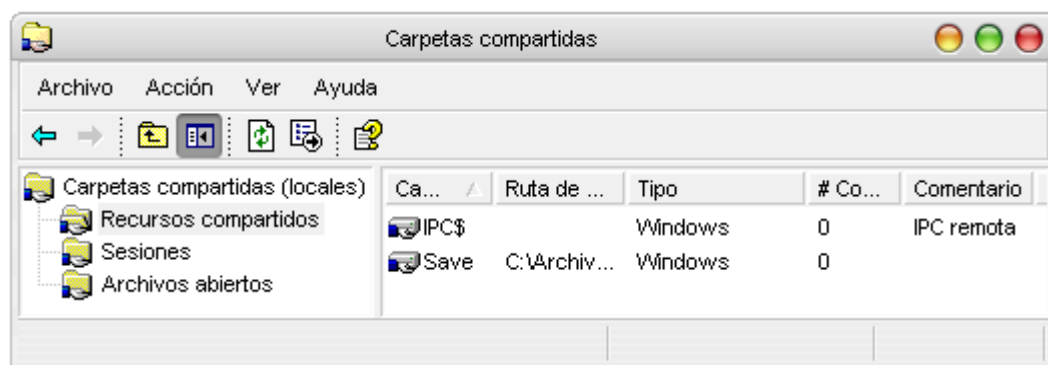 Carpetas compartidas
Archivo Acción Ver Ayuda
Carpetas compartidas (locales)
Recursos compartidos
Sesiones
Archivos abiertos
Ca... Ruta de ... Tipo # Co... Comentario
IPC$ Windows 0 IPC remota
Save C:\Archiv... Windows 0